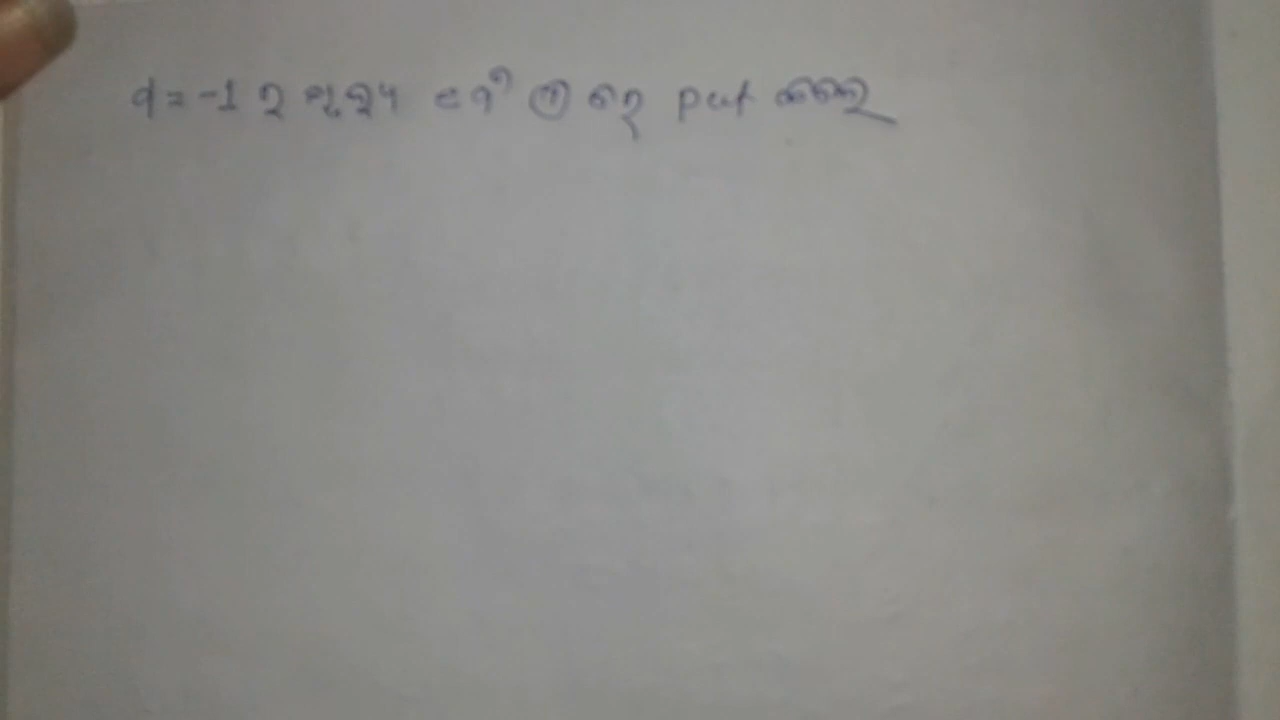 d = -1 ର ମୂଲ୍ୟ ① ରେ put କଲେ